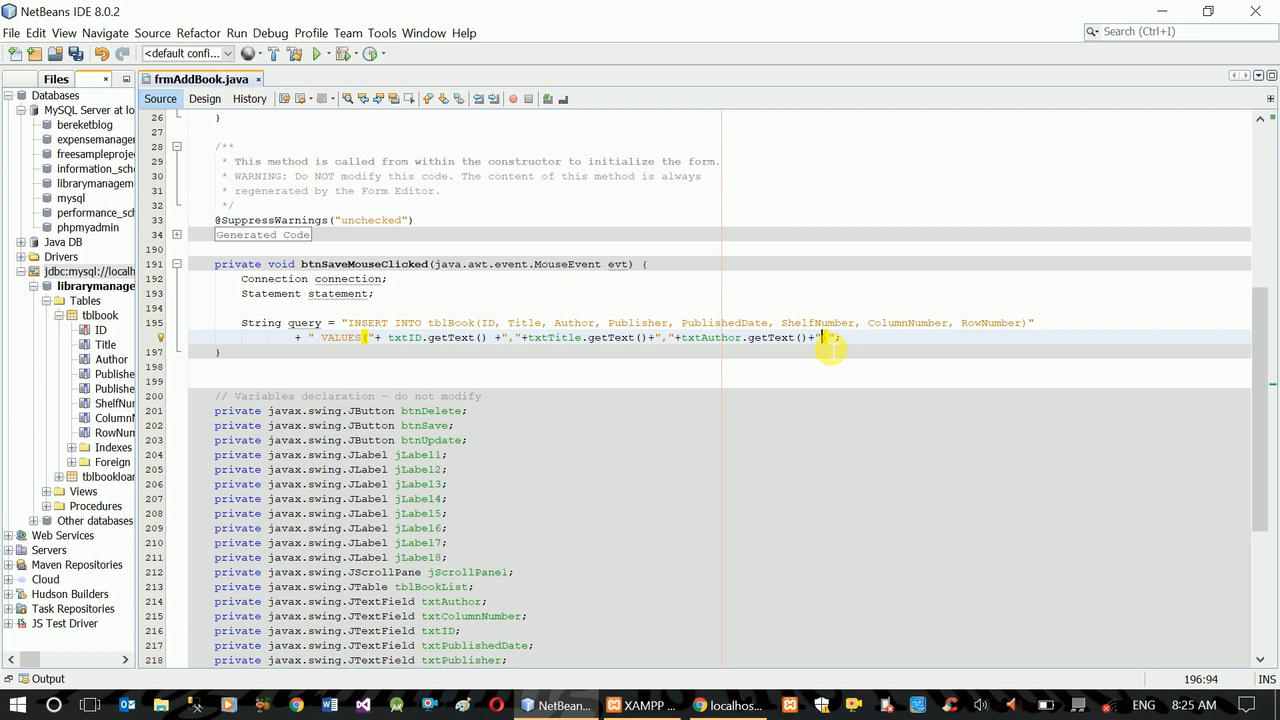 NetBeans IDE 8.0.2
File Edit View Navigate Source Refactor Run Debug Profile Team Tools Window Help
Search (Ctrl+I)
<default confi...
Files
frmAddBook.java
Source Design History
Databases
MySQL Server at lo
bereketblog
expensemanage
freesampleproje
information_sche
librarymanagem
mysql
performance_sch
phpmyadmin
Java DB
Drivers
jdbc:mysql://localh
librarymanage
Tables
tblbook
ID
Title
Author
Publishe
Publishe
ShelfNum
ColumnN
RowNum
Indexes
Foreign
tblbookloan
Views
Procedures
Other databases
Web Services
Servers
Maven Repositories
Cloud
Hudson Builders
Task Repositories
JS Test Driver
26 }
27
28 /**
29 * This method is called from within the constructor to initialize the form.
30 * WARNING: Do NOT modify this code. The content of this method is always
31 * regenerated by the Form Editor.
32 */
33 @SuppressWarnings("unchecked")
34 Generated Code
190
191 private void btnSaveMouseClicked(java.awt.event.MouseEvent evt) {
192 Connection connection;
193 Statement statement;
194
195 String query = "INSERT INTO tblBook(ID, Title, Author, Publisher, PublishedDate, ShelfNumber, ColumnNumber, RowNumber)"
+ " VALUES("+ txtID.getText() +","+txtTitle.getText()+","+txtAuthor.getText()+"
197 }
198
199
200 // Variables declaration - do not modify
201 private javax.swing.JButton btnDelete;
202 private javax.swing.JButton btnSave;
203 private javax.swing.JButton btnUpdate;
204 private javax.swing.JLabel jLabel1;
205 private javax.swing.JLabel jLabel2;
206 private javax.swing.JLabel jLabel3;
207 private javax.swing.JLabel jLabel4;
208 private javax.swing.JLabel jLabel5;
209 private javax.swing.JLabel jLabel6;
210 private javax.swing.JLabel jLabel7;
211 private javax.swing.JLabel jLabel8;
212 private javax.swing.JScrollPane jScrollPane1;
213 private javax.swing.JTable tblBookList;
214 private javax.swing.JTextField txtAuthor;
215 private javax.swing.JTextField txtColumnNumber;
216 private javax.swing.JTextField txtID;
217 private javax.swing.JTextField txtPublishedDate;
218 private javax.swing.JTextField txtPublisher;
Output
196:94 INS
NetBean... XAMPP ... localhos... ENG 8:25 AM